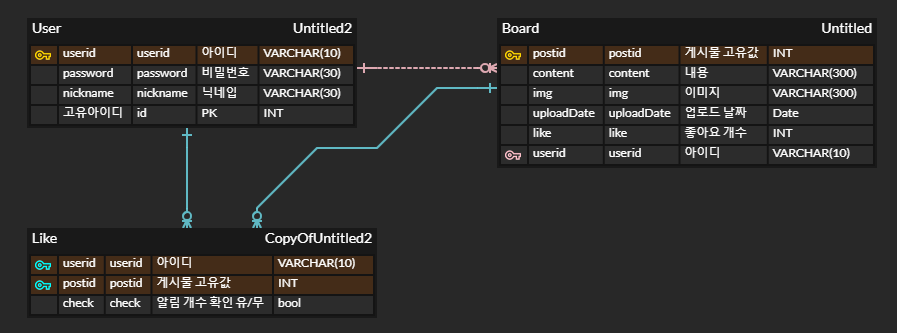 User Untitled2
userid userid 아이디 VARCHAR(10)
password password 비밀번호 VARCHAR(30)
nickname nickname 닉네입 VARCHAR(30)
고유아이디 id PK INT
Board Untitled
postid postid 게시물 고유값 INT
content content 내용 VARCHAR(300)
img img 이미지 VARCHAR(300)
uploadDate uploadDate 업로드 날짜 Date
like like 좋아요 개수 INT
userid userid 아이디 VARCHAR(10)
Like CopyOfUntitled2
userid userid 아이디 VARCHAR(10)
postid postid 게시물 고유값 INT
check check 알림 개수 확인 유/무 bool